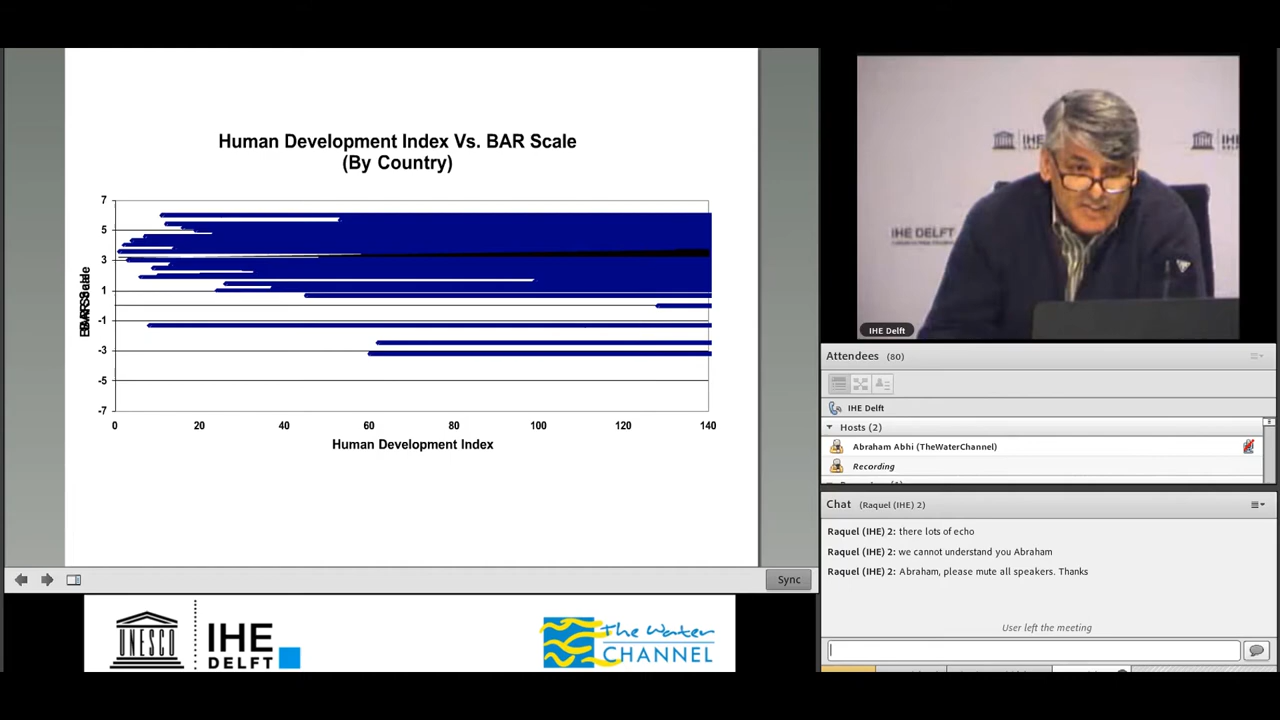 Human Development Index Vs. BAR Scale
(By Country)
7
5
3
1
-1
-3
-5
-7
0 20 40 60 80 100 120 140
Human Development Index
Sync
UNESCO
IHE
DELFT
The Water
CHANNEL
IHE
DELFT
IHE DELFT
IHE Delft
Attendees (80)
IHE Delft
Hosts (2)
Abraham Abhi (TheWaterChannel)
Recording
Chat (Raquel (IHE) 2)
Raquel (IHE) 2: there lots of echo
Raquel (IHE) 2: we cannot understand you Abraham
Raquel (IHE) 2: Abraham, please mute all speakers. Thanks
User left the meeting